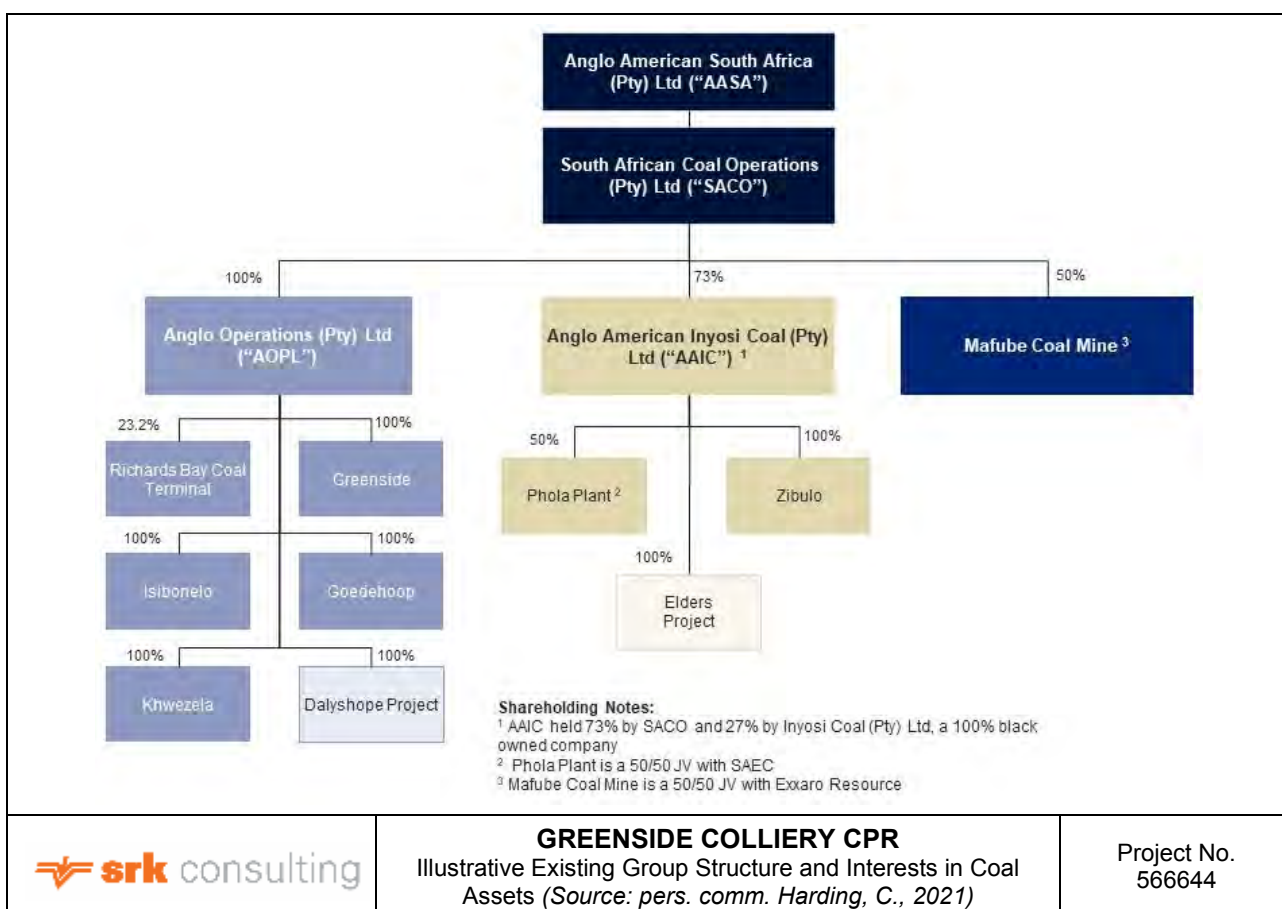 Anglo American South Africa
(Pty) Ltd (“AASA”)
South African Coal Operations
(Pty) Ltd (“SACO”)
100%
73%
50%
Anglo Operations (Pty) Ltd
(“AOPL”)
Anglo American Inyosi Coal (Pty)
Ltd (“AAIC”) ¹
Mafube Coal Mine ³
23.2%
100%
Richards Bay Coal
Terminal
Greenside
50%
100%
Phola Plant ²
Zibulo
100%
100%
Isibonelo
Goedehoop
100%
Elders
Project
100%
100%
Khwezela
Dalyshope Project
Shareholding Notes:
¹ AAIC held 73% by SACO and 27% by Inyosi Coal (Pty) Ltd, a 100% black
owned company
² Phola Plant is a 50/50 JV with SAEC
³ Mafube Coal Mine is a 50/50 JV with Exxaro Resource
srk consulting
GREENSIDE COLLIERY CPR
Illustrative Existing Group Structure and Interests in Coal
Assets (Source: pers. comm. Harding, C., 2021)
Project No.
566644